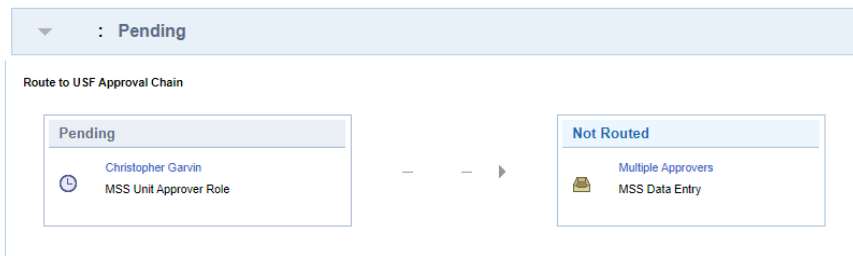 : Pending
Route to USF Approval Chain
Pending
Christopher Garvin
MSS Unit Approver Role
Not Routed
Multiple Approvers
MSS Data Entry